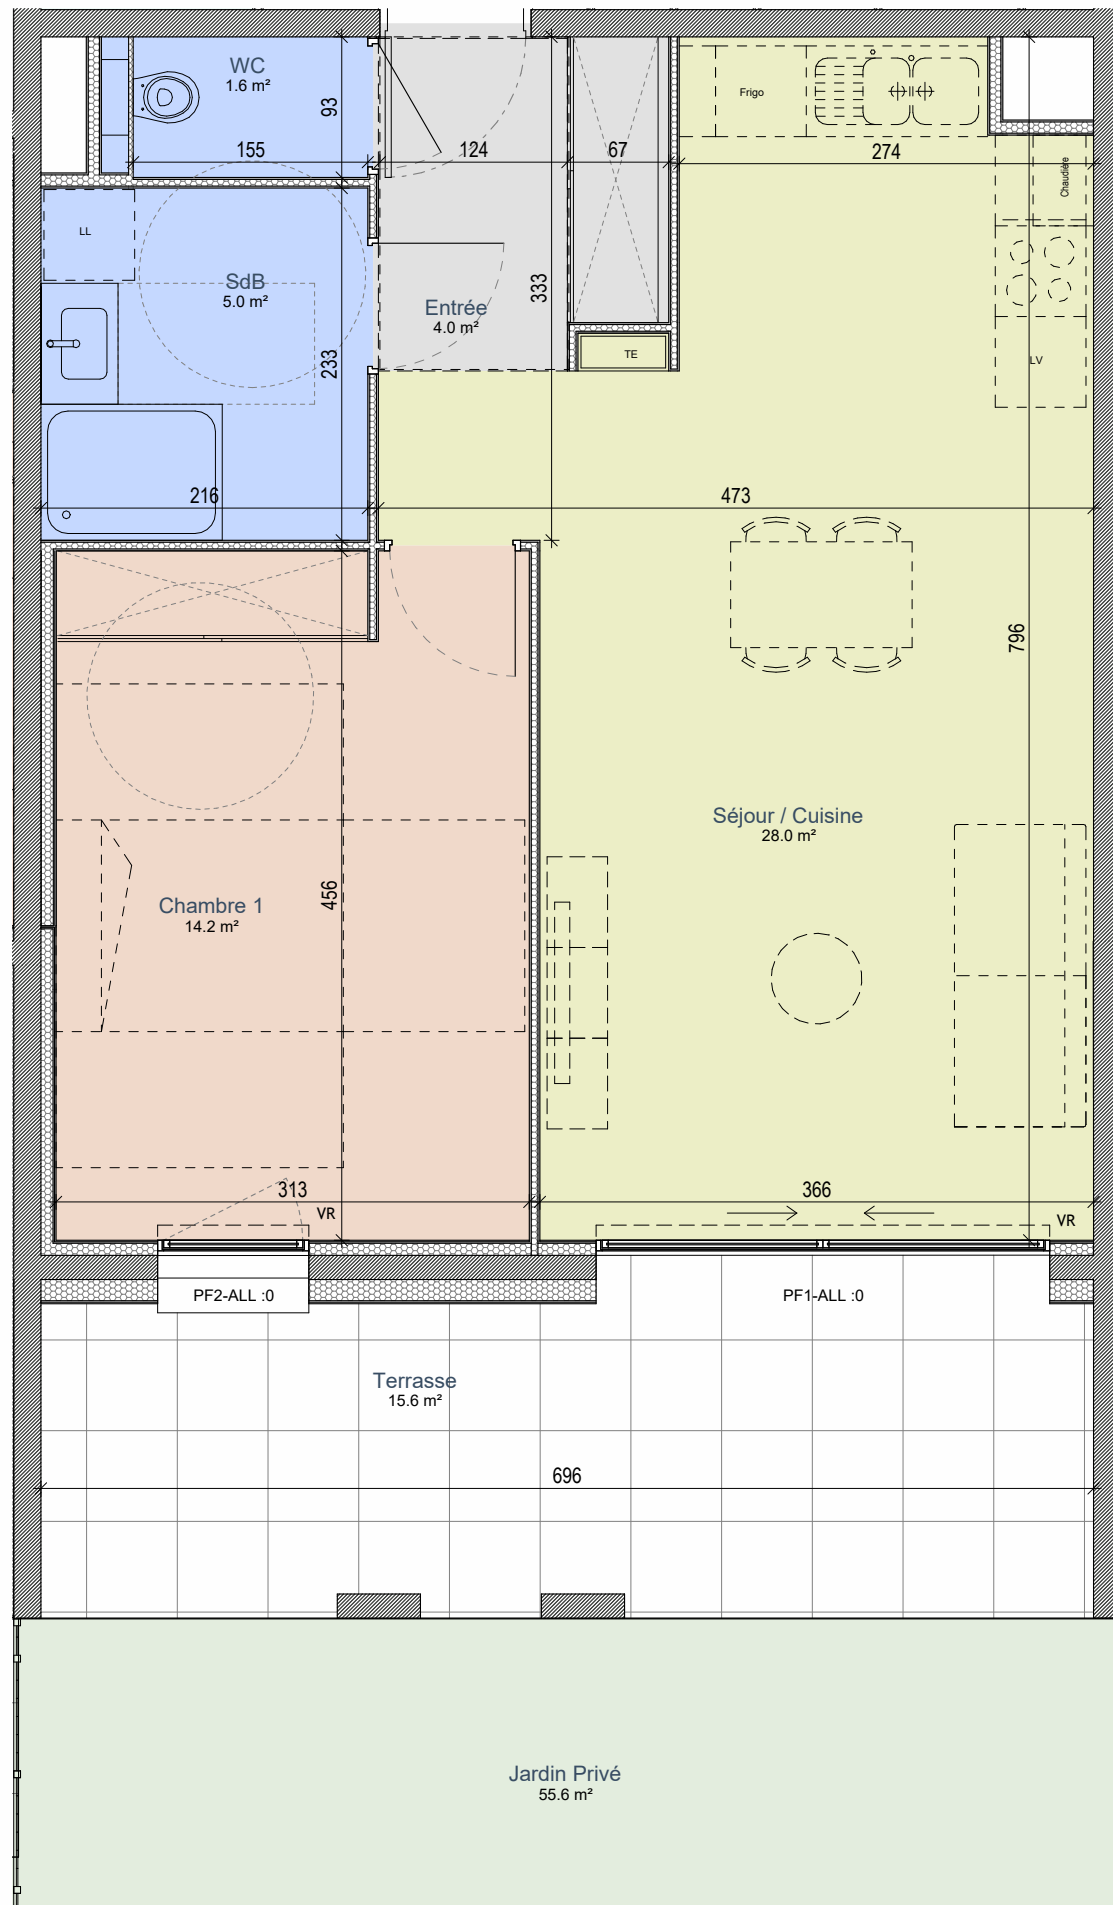 WC
1.6 m²
93
155
124
67
274
Frigo
Chaudière
LL
SdB
5.0 m²
Entrée
4.0 m²
333
233
TE
LV
216
473
796
Séjour / Cuisine
28.0 m²
Chambre 1
14.2 m²
456
313
VR
366
VR
PF2-ALL :0
PF1-ALL :0
Terrasse
15.6 m²
696
Jardin Privé
55.6 m²